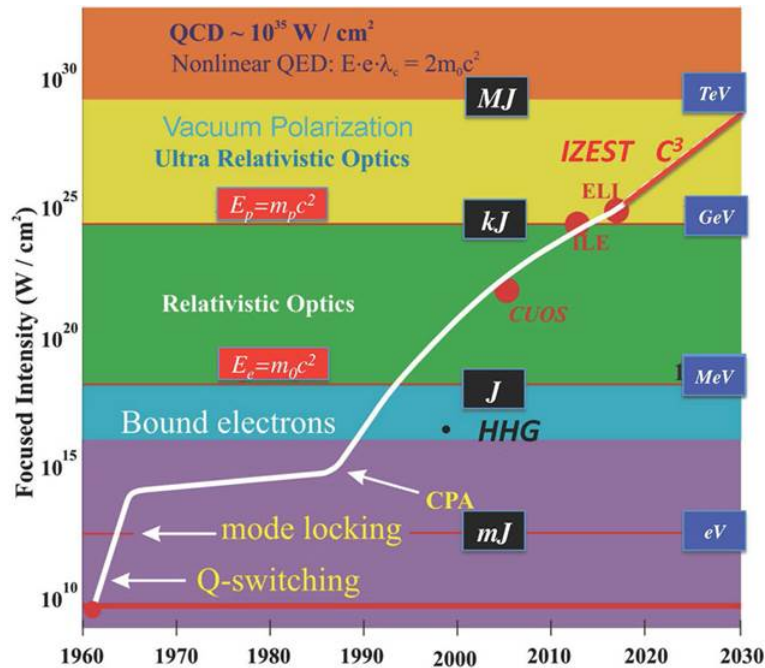 QCD ~ 10³⁵ W / cm²
Nonlinear QED: E·e·λc = 2m₀c²
10³⁰
MJ
TeV
Vacuum Polarization
Ultra Relativistic Optics
IZEST C³
10²⁵
ELI
Eₚ=mₚc²
kJ
GeV
ILE
Relativistic Optics
CUOS
10²⁰
Eₑ=m₀c²
1
MeV
J
Bound electrons
HHG
10¹⁵
CPA
mode locking
mJ
eV
Q-switching
10¹⁰
Focused Intensity (W / cm²)
1960 1970 1980 1990 2000 2010 2020 2030